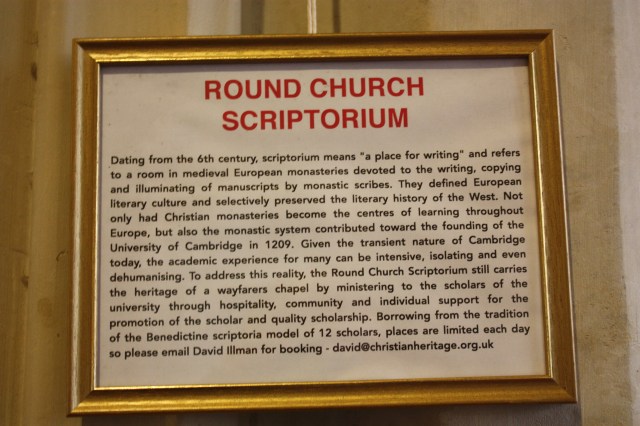 ROUND CHURCH
SCRIPTORIUM
Dating from the 6th century, scriptorium means "a place for writing" and refers
to a room in medieval European monasteries devoted to the writing, copying
and illuminating of manuscripts by monastic scribes. They defined European
literary culture and selectively preserved the literary history of the West. Not
only had Christian monasteries become the centres of learning throughout
Europe, but also the monastic system contributed toward the founding of the
University of Cambridge in 1209. Given the transient nature of Cambridge
today, the academic experience for many can be intensive, isolating and even
dehumanising. To address this reality, the Round Church Scriptorium still carries
the heritage of a wayfarers chapel by ministering to the scholars of the
university through hospitality, community and individual support for the
promotion of the scholar and quality scholarship. Borrowing from the tradition
of the Benedictine scriptoria model of 12 scholars, places are limited each day
so please email David Illman for booking - david@christianheritage.org.uk